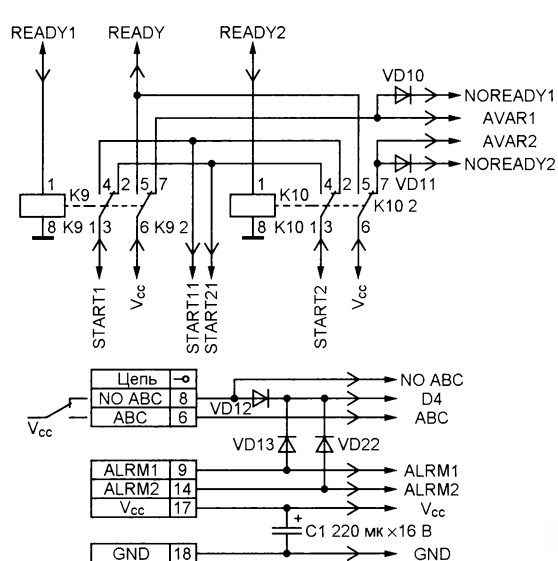 READY1 READY READY2
VD10
NOREADY1
AVAR1
AVAR2
NOREADY2
VD11
1 4 2 5 7 1 4 2 5 7
K9 K10
8 K9 1 3 6 K9 2 8 K10 1 3 6 K10 2
START1 Vcc START11 START21 START2 Vcc
Цепь
NO ABC 8
ABC 6
Vcc
VD12
NO ABC
D4
ABC
VD13 VD22
ALRM1 9 ALRM1
ALRM2 14 ALRM2
Vcc 17 Vcc
+
C1 220 мк ×16 В
GND 18 GND